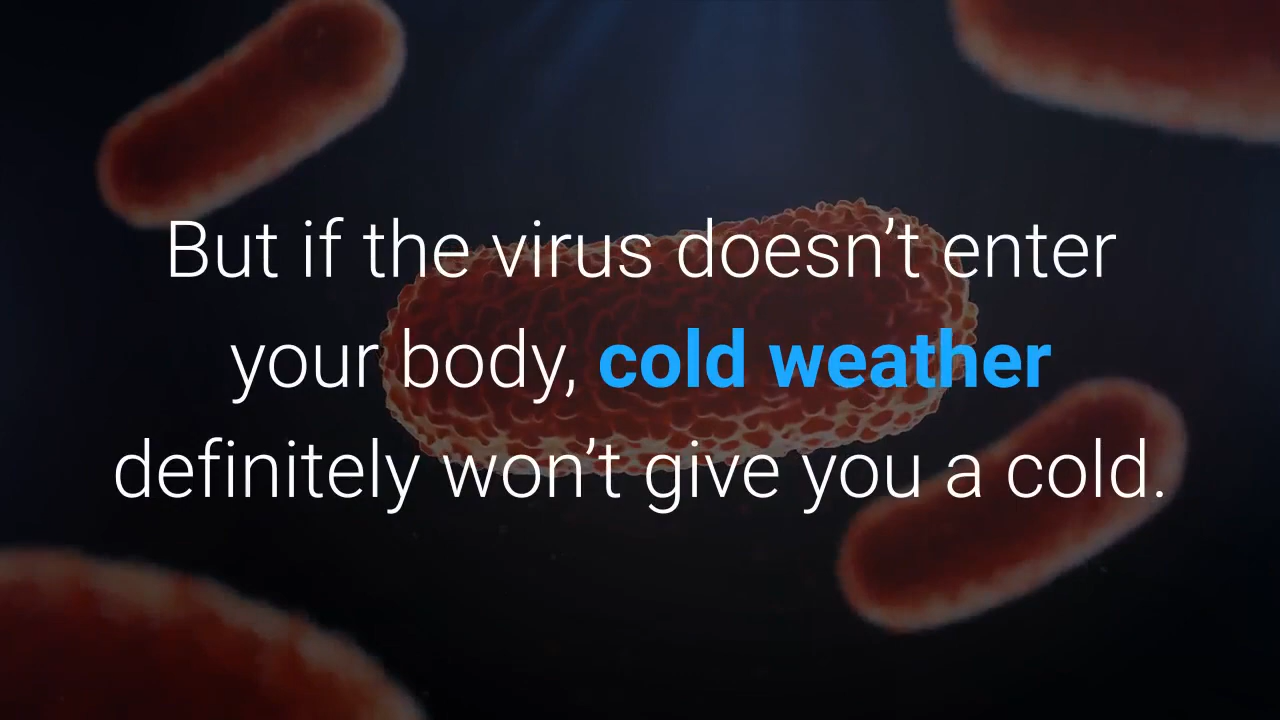 But if the virus doesn’t enter
your body, cold weather
definitely won’t give you a cold.